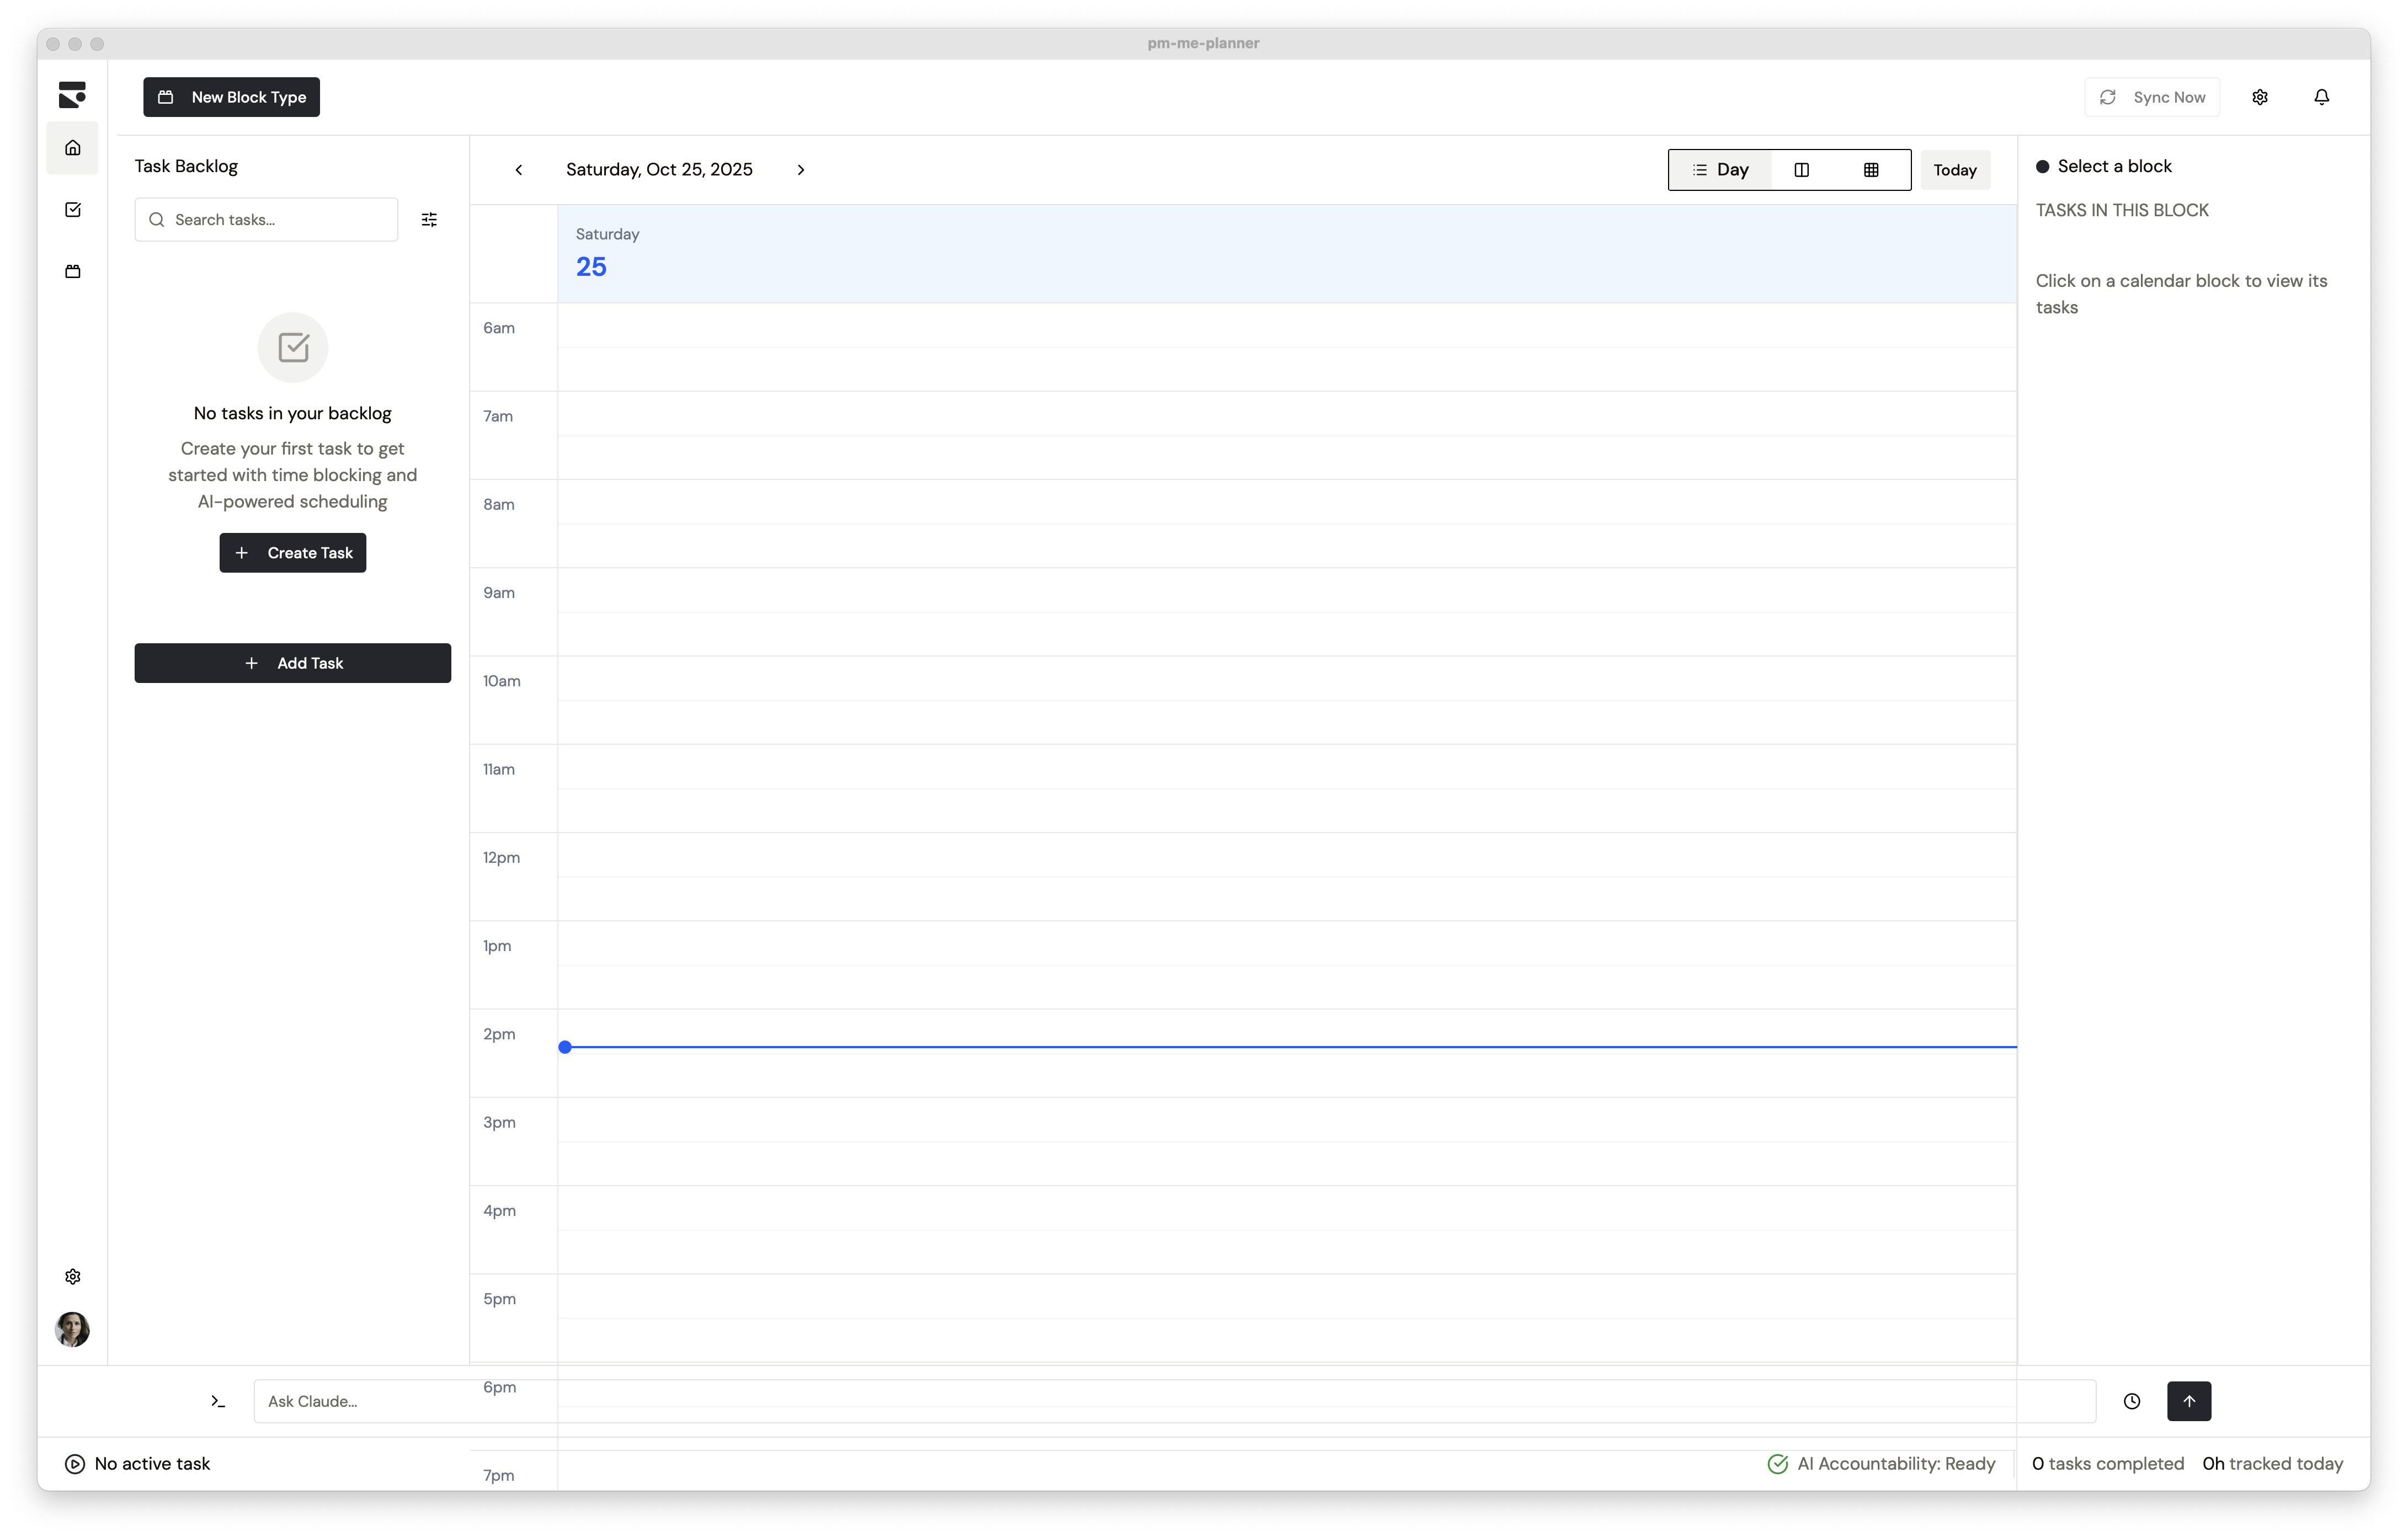 pm-me-planner
New Block Type
Sync Now
Task Backlog
Search tasks...
No tasks in your backlog
Create your first task to get
started with time blocking and
AI-powered scheduling
Create Task
Add Task
Saturday, Oct 25, 2025
Day
Today
Saturday
25
6am
7am
8am
9am
10am
11am
12pm
1pm
2pm
3pm
4pm
5pm
6pm
7pm
Select a block
TASKS IN THIS BLOCK
Click on a calendar block to view its
tasks
Ask Claude...
No active task
AI Accountability: Ready
0 tasks completed
0h tracked today